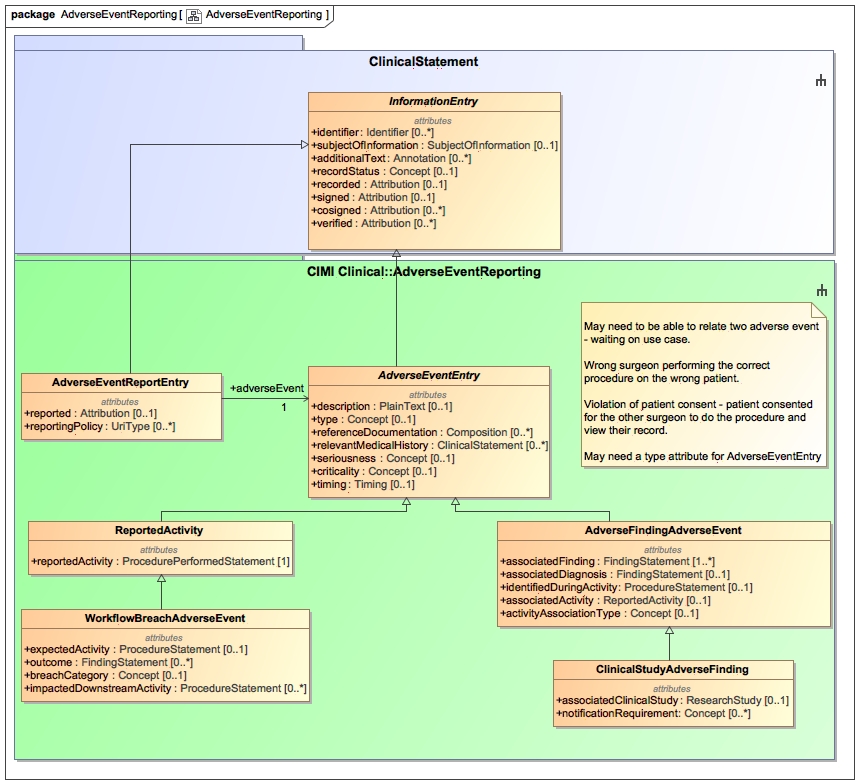 package AdverseEventReporting [ AdverseEventReporting ]
ClinicalStatement
InformationEntry
attributes
+identifier : Identifier [0..*]
+subjectOfInformation : SubjectOfInformation [0..1]
+additionalText : Annotation [0..*]
+recordStatus : Concept [0..1]
+recorded : Attribution [0..1]
+signed : Attribution [0..1]
+cosigned : Attribution [0..*]
+verified : Attribution [0..*]
CIMI Clinical::AdverseEventReporting
May need to be able to relate two adverse event
- waiting on use case.
Wrong surgeon performing the correct
procedure on the wrong patient.
Violation of patient consent - patient consented
for the other surgeon to do the procedure and
view their record.
May need a type attribute for AdverseEventEntry
AdverseEventReportEntry
attributes
+reported : Attribution [0..1]
+reportingPolicy : UriType [0..*]
+adverseEvent
1
AdverseEventEntry
attributes
+description : PlainText [0..1]
+type : Concept [0..1]
+referenceDocumentation : Composition [0..*]
+relevantMedicalHistory : ClinicalStatement [0..*]
+seriousness : Concept [0..1]
+criticality : Concept [0..1]
+timing : Timing [0..1]
ReportedActivity
attributes
+reportedActivity : ProcedurePerformedStatement [1]
AdverseFindingAdverseEvent
attributes
+associatedFinding : FindingStatement [1..*]
+associatedDiagnosis : FindingStatement [0..1]
+identifiedDuringActivity : ProcedureStatement [0..1]
+associatedActivity : ReportedActivity [0..1]
+activityAssociationType : Concept [0..1]
WorkflowBreachAdverseEvent
attributes
+expectedActivity : ProcedureStatement [0..1]
+outcome : FindingStatement [0..*]
+breachCategory : Concept [0..1]
+impactedDownstreamActivity : ProcedureStatement [0..*]
ClinicalStudyAdverseFinding
attributes
+associatedClinicalStudy : ResearchStudy [0..1]
+notificationRequirement : Concept [0..*]